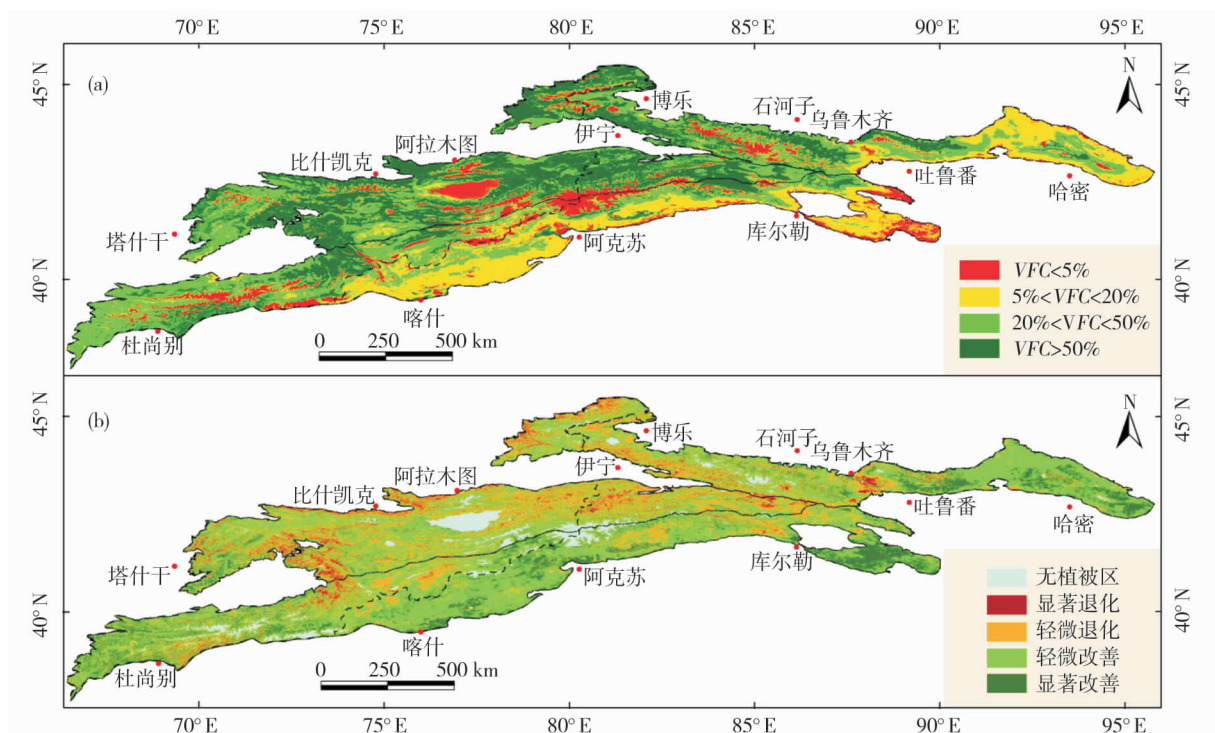 70° E 75° E 80° E 85° E 90° E 95° E
(a)
N
45° N
45° N
40° N
40° N
博乐
石河子
乌鲁木齐
伊宁
阿拉木图
比什凯克
吐鲁番
哈密
塔什干
库尔勒
阿克苏
喀什
杜尚别
0 250 500 km
VFC<5%
5%<VFC<20%
20%<VFC<50%
VFC>50%
(b)
N
45° N
45° N
40° N
40° N
博乐
石河子
乌鲁木齐
伊宁
阿拉木图
比什凯克
吐鲁番
哈密
塔什干
库尔勒
阿克苏
喀什
杜尚别
0 250 500 km
无植被区
显著退化
轻微退化
轻微改善
显著改善
70° E 75° E 80° E 85° E 90° E 95° E